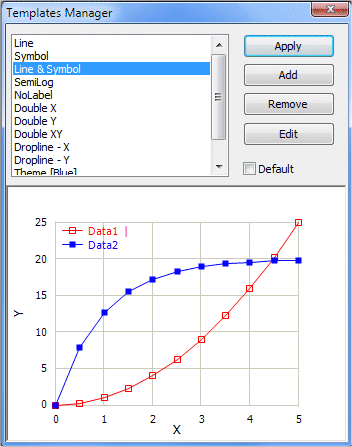 Templates Manager
Line
Symbol
Line & Symbol
SemiLog
NoLabel
Double X
Double Y
Double XY
Dropline - X
Dropline - Y
Theme [Blue]
Apply
Add
Remove
Edit
Default
25
20
15
10
5
0
Y
Data1
Data2
0 1 2 3 4 5
X